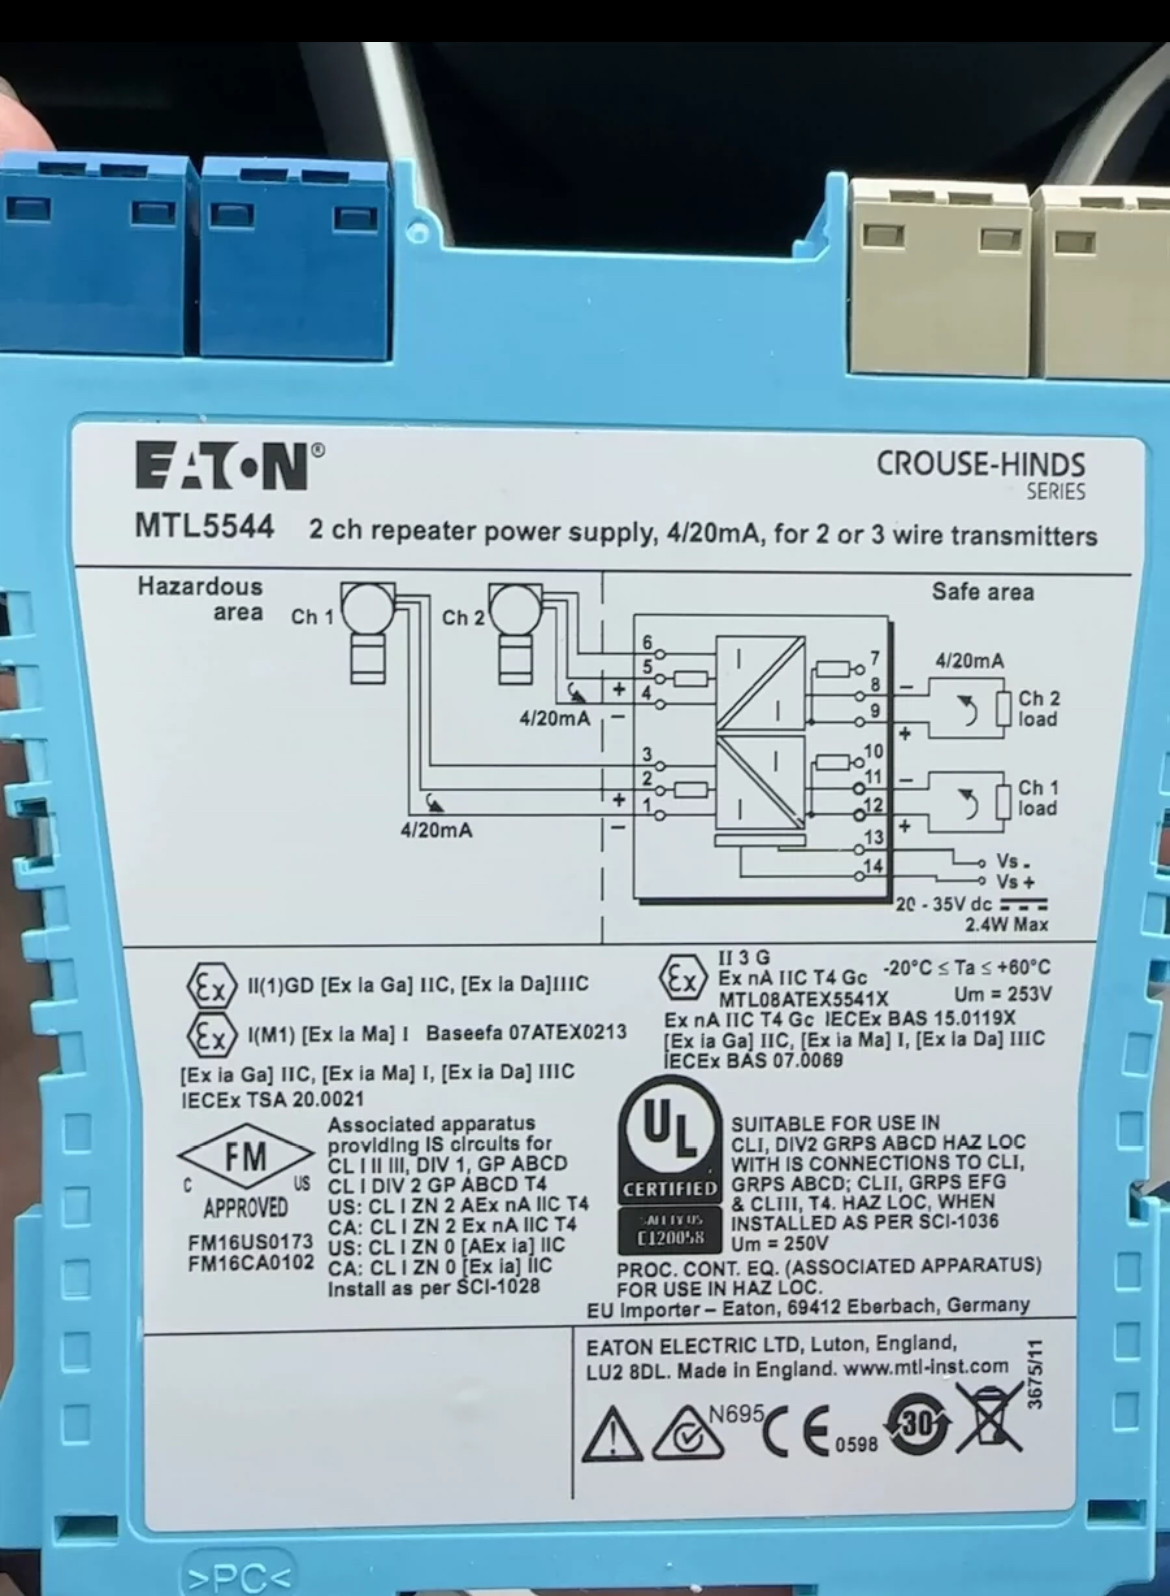 EATON®
CROUSE-HINDS
SERIES
MTL5544 2 ch repeater power supply, 4/20mA, for 2 or 3 wire transmitters
Hazardous
area
Ch 1
Ch 2
Safe area
6
5
+
4
4/20mA
−
3
2
+
1
4/20mA
−
7
4/20mA
8
−
Ch 2
load
9
+
10
11
−
Ch 1
load
12
+
13
Vs -
14
Vs +
20 - 35V dc
2.4W Max
Ex II(1)GD [Ex ia Ga] IIC, [Ex ia Da]IIIC
Ex I(M1) [Ex ia Ma] I Baseefa 07ATEX0213
[Ex ia Ga] IIC, [Ex ia Ma] I, [Ex ia Da] IIIC
IECEx TSA 20.0021
Ex
II 3 G
Ex nA IIC T4 Gc -20°C ≤ Ta ≤ +60°C
MTL08ATEX5541X Um = 253V
Ex nA IIC T4 Gc IECEx BAS 15.0119X
[Ex ia Ga] IIC, [Ex ia Ma] I, [Ex ia Da] IIIC
IECEx BAS 07.0069
FM
C US
APPROVED
FM16US0173
FM16CA0102
Associated apparatus
providing IS circuits for
CL I II III, DIV 1, GP ABCD
CL I DIV 2 GP ABCD T4
US: CL I ZN 2 AEx nA IIC T4
CA: CL I ZN 2 Ex nA IIC T4
US: CL I ZN 0 [AEx ia] IIC
CA: CL I ZN 0 [Ex ia] IIC
Install as per SCI-1028
UL
CERTIFIED
SAFETY US
E120058
SUITABLE FOR USE IN
CLI, DIV2 GRPS ABCD HAZ LOC
WITH IS CONNECTIONS TO CLI,
GRPS ABCD; CLII, GRPS EFG
& CLIII, T4. HAZ LOC, WHEN
INSTALLED AS PER SCI-1036
Um = 250V
PROC. CONT. EQ. (ASSOCIATED APPARATUS)
FOR USE IN HAZ LOC.
EU Importer – Eaton, 69412 Eberbach, Germany
EATON ELECTRIC LTD, Luton, England,
LU2 8DL. Made in England. www.mtl-inst.com
3675/11
N695
CE 0598
30
>PC<